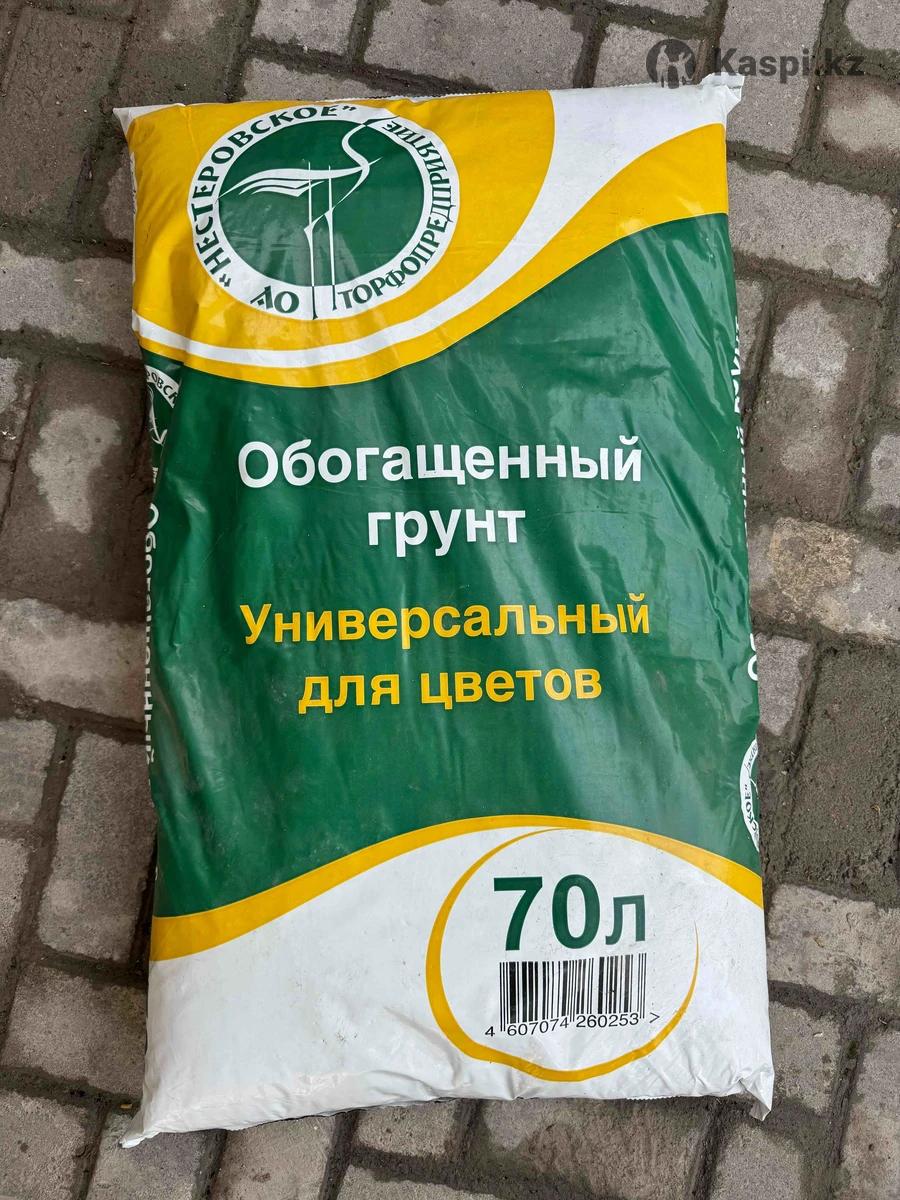 Kaspi.kz
"НЕСТЕРОВСКОЕ"
АО ТОРФОПРЕДПРИЯТИЕ
Обогащенный
грунт
Универсальный
для цветов
70л
4 607074 260253 >